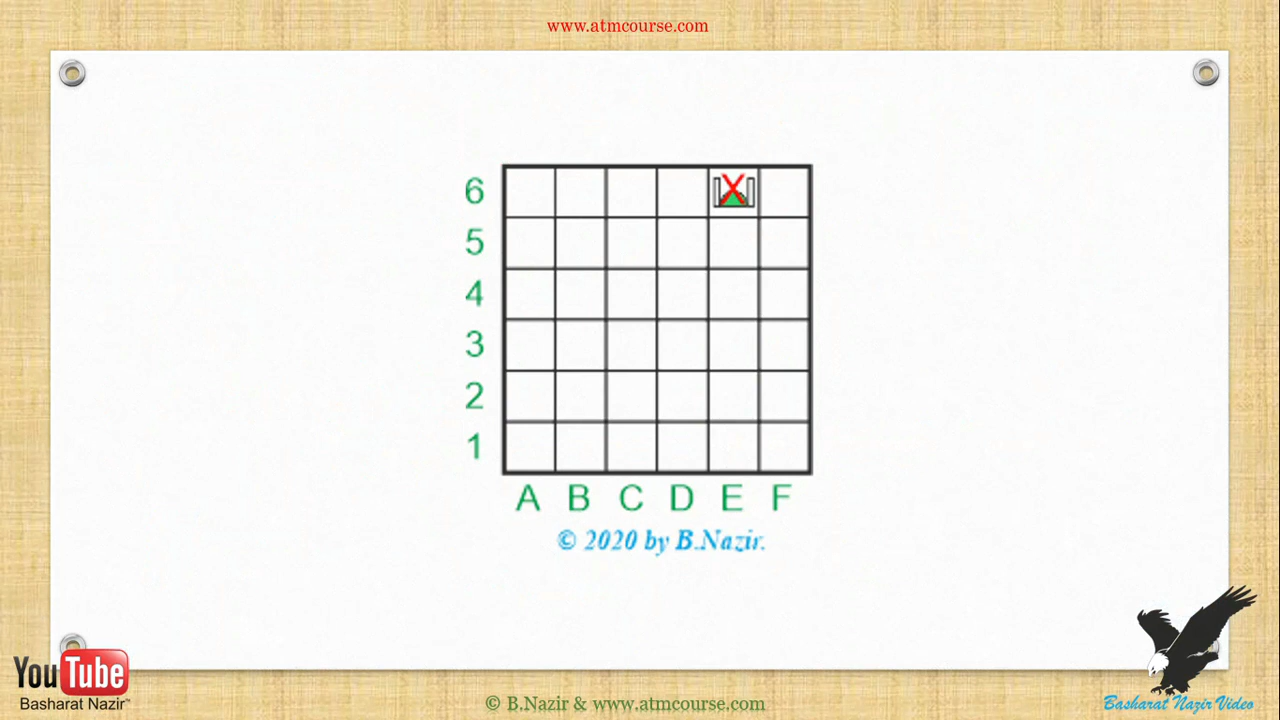 www.atmcourse.com
6
5
4
3
2
1
A B C D E F
© 2020 by B.Nazir.
YouTube
Basharat Nazir™
© B.Nazir & www.atmcourse.com
Basharat Nazir Video